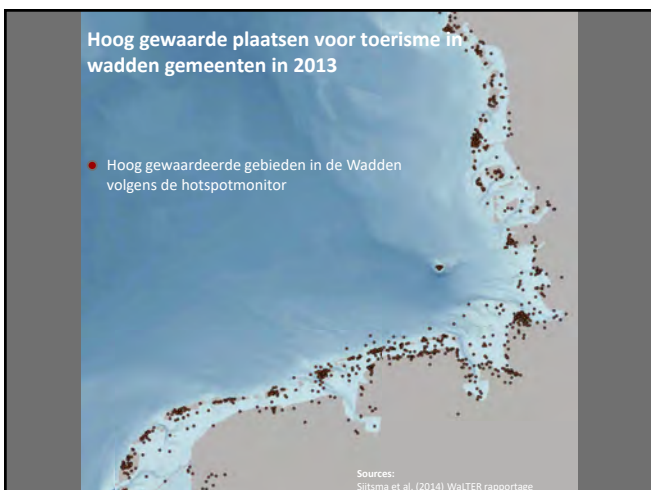 Hoog gewaarde plaatsen voor toerisme in
wadden gemeenten in 2013
Hoog gewaardeerde gebieden in de Wadden
volgens de hotspotmonitor
Sources:
Sijtsma et al. (2014) WaLTER rapportage